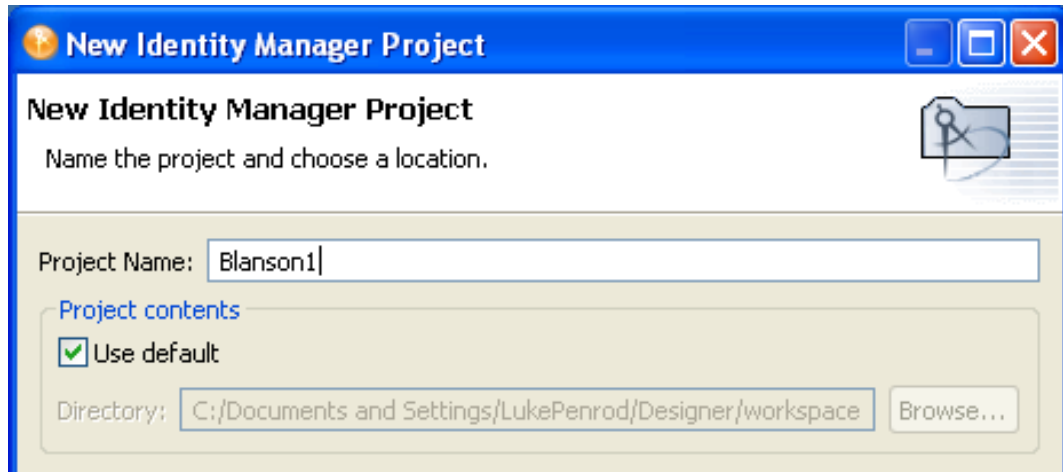 New Identity Manager Project
New Identity Manager Project
Name the project and choose a location.
Project Name: Blanson1
Project contents
Use default
Directory: C:/Documents and Settings/LukePenrod/Designer/workspace Browse...